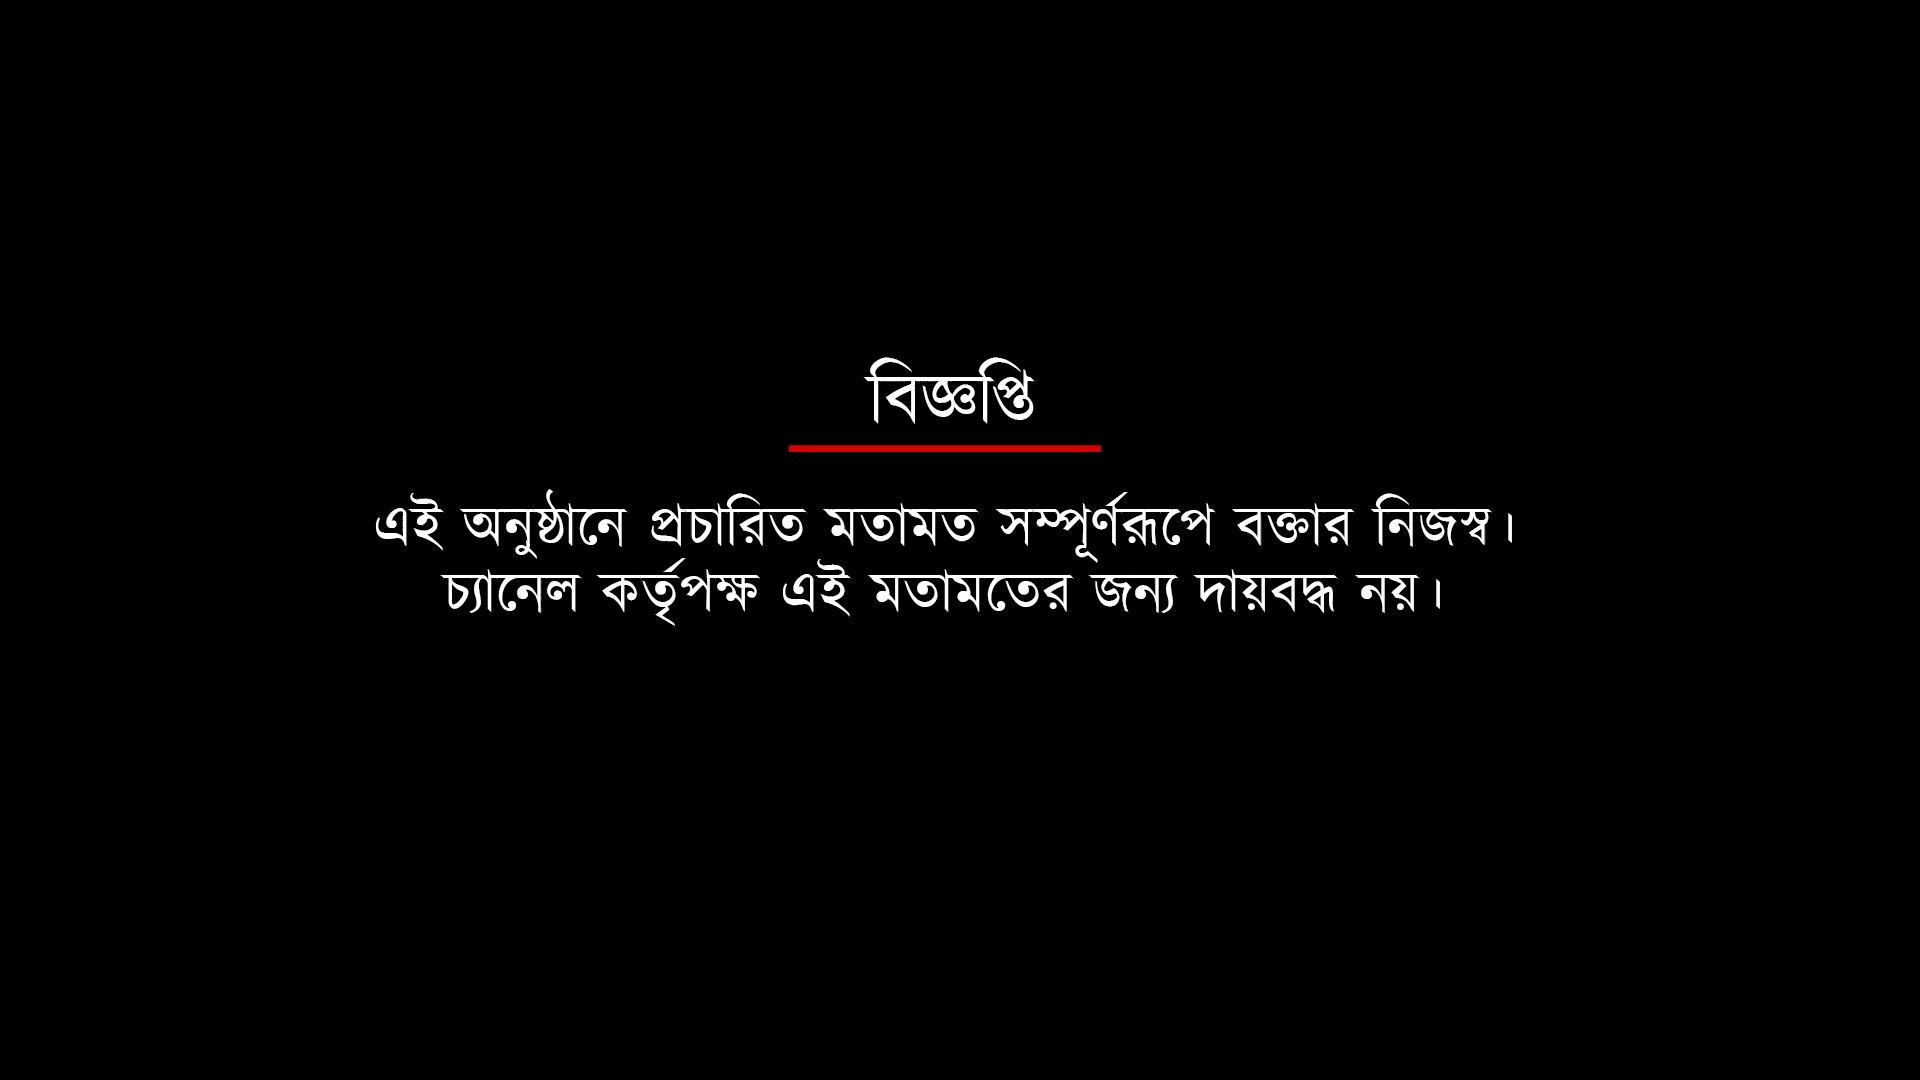 বিজ্ঞপ্তি
এই অনুষ্ঠানে প্রচারিত মতামত সম্পূর্ণরূপে বক্তার নিজস্ব।
চ্যানেল কর্তৃপক্ষ এই মতামতের জন্য দায়বদ্ধ নয়।